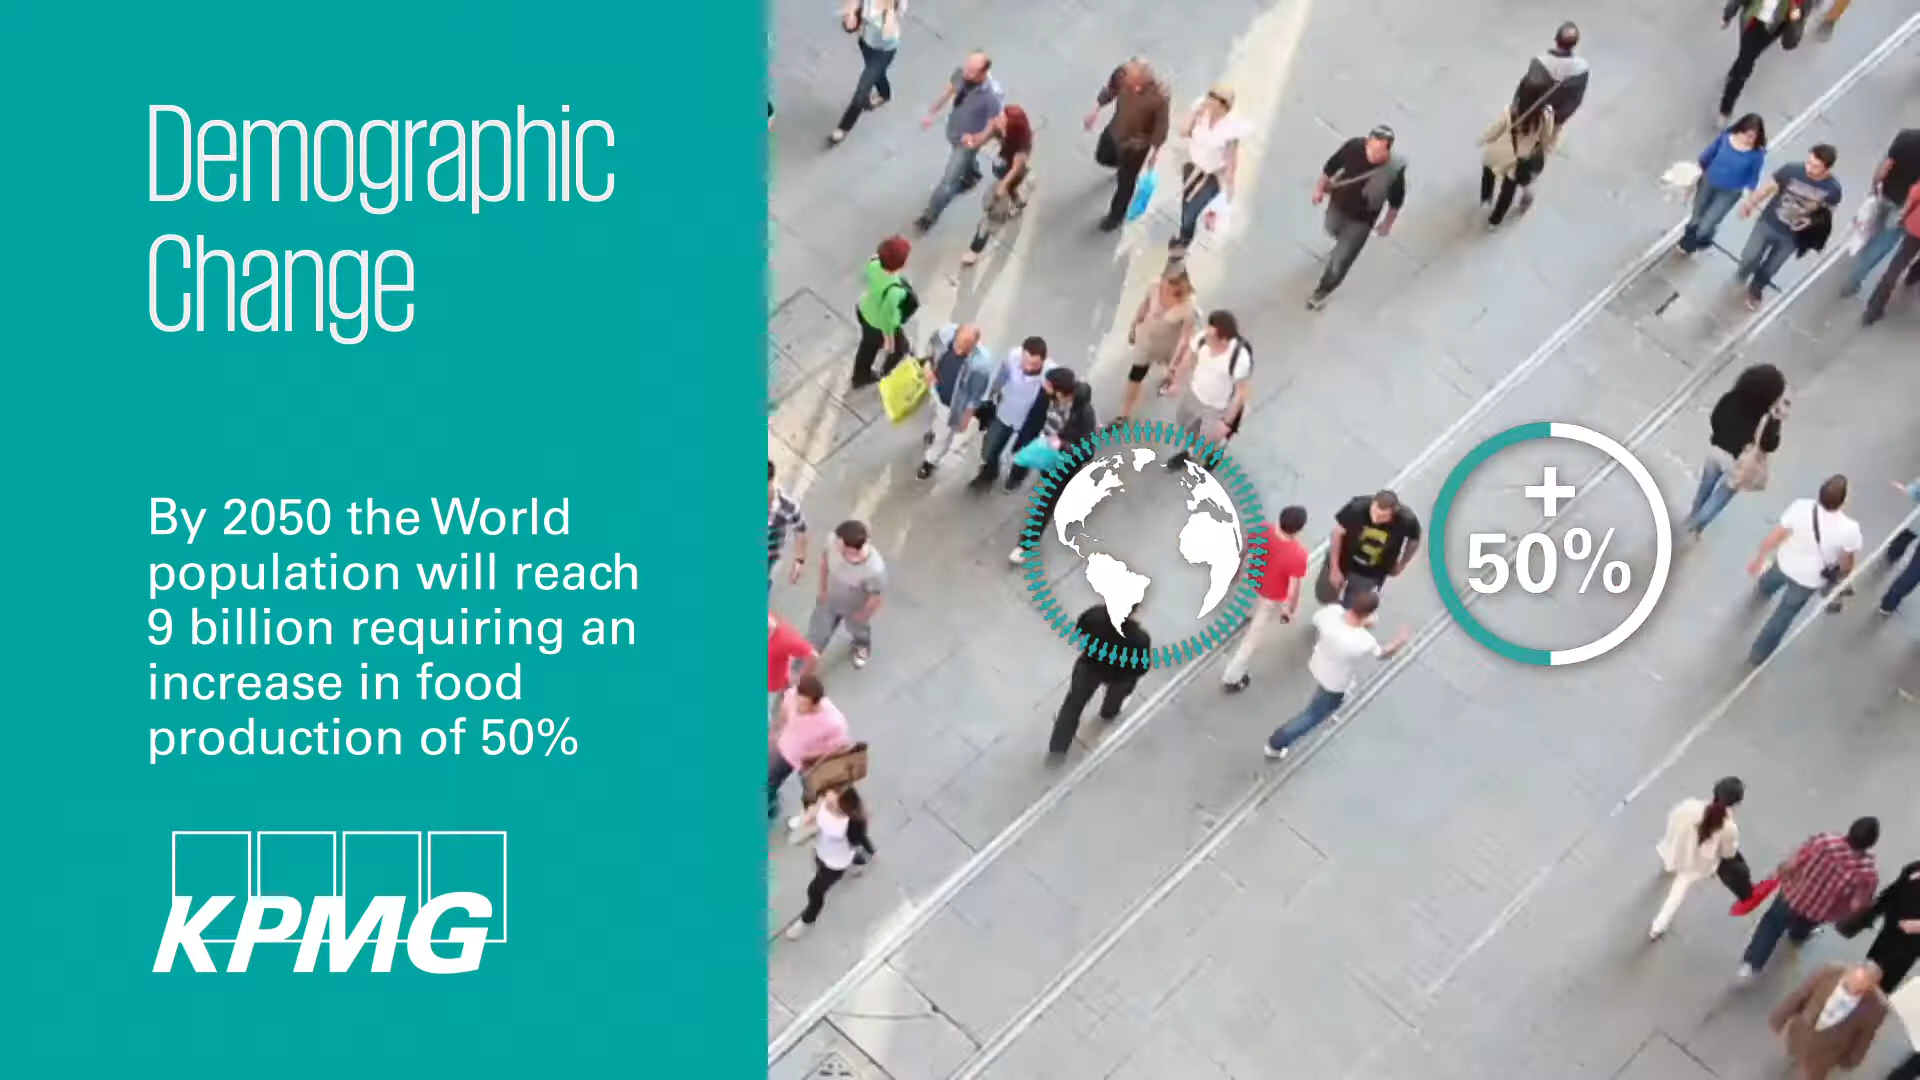 Demographic
Change
By 2050 the World
population will reach
9 billion requiring an
increase in food
production of 50%
KPMG
+
50%
3